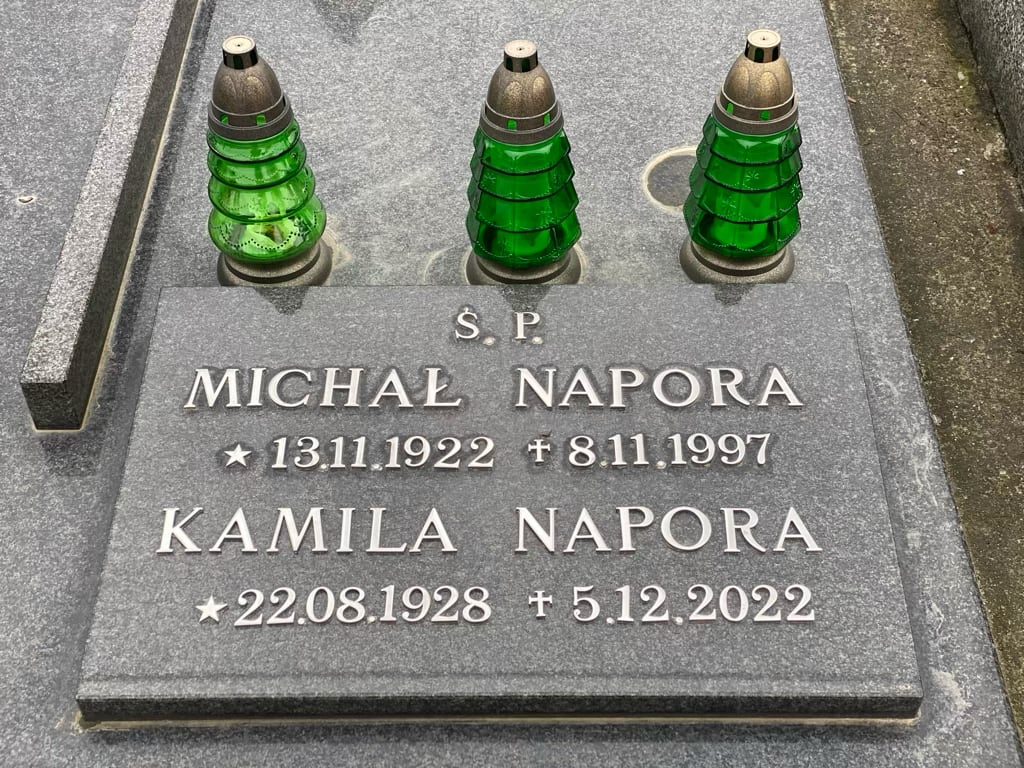 Ś. P.
MICHAŁ NAPORA
★ 13.11.1922 ✝ 8.11.1997
KAMILA NAPORA
★ 22.08.1928 ✝ 5.12.2022